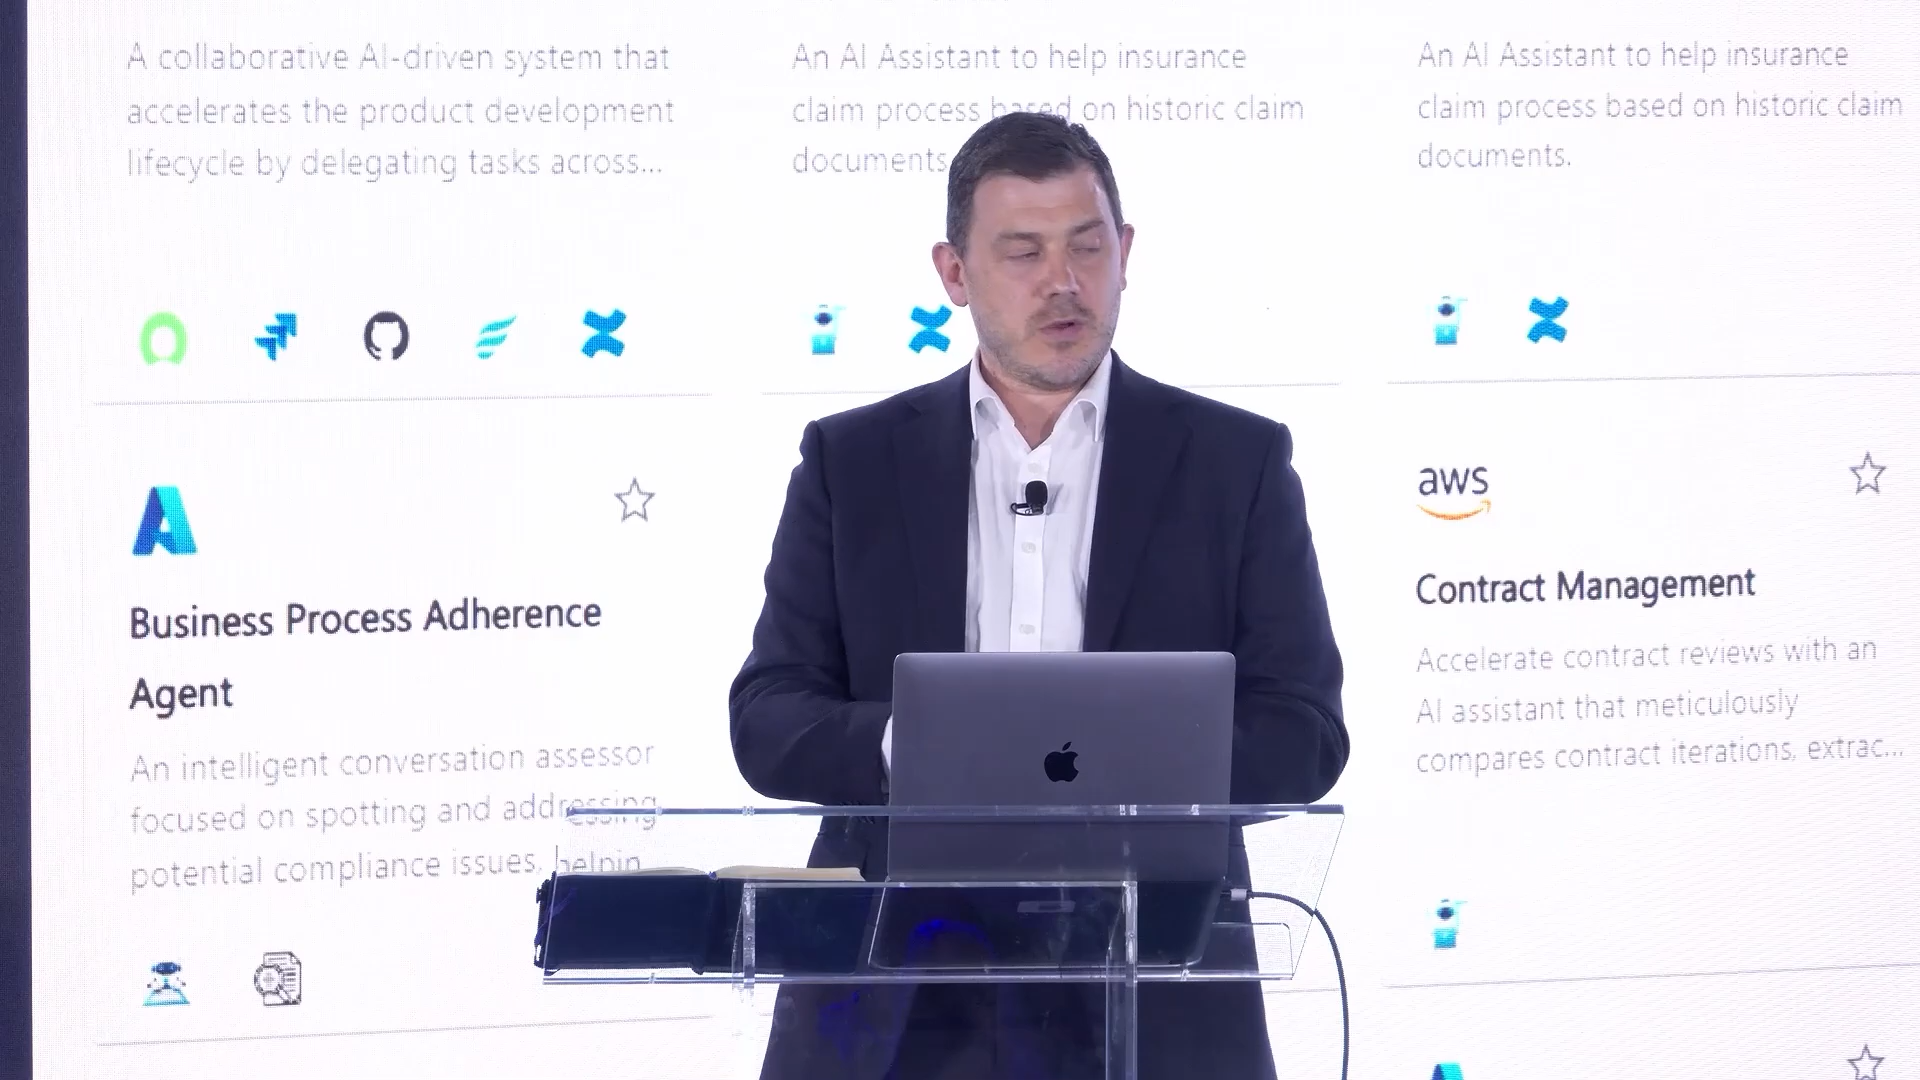 A collaborative AI-driven system that
accelerates the product development
lifecycle by delegating tasks across...
An AI Assistant to help insurance
claim process based on historic claim
documents
An AI Assistant to help insurance
claim process based on historic claim
documents.
Business Process Adherence
Agent
An intelligent conversation assessor
focused on spotting and addressing
potential compliance issues, helpin
aws
Contract Management
Accelerate contract reviews with an
AI assistant that meticulously
compares contract iterations, extrac...